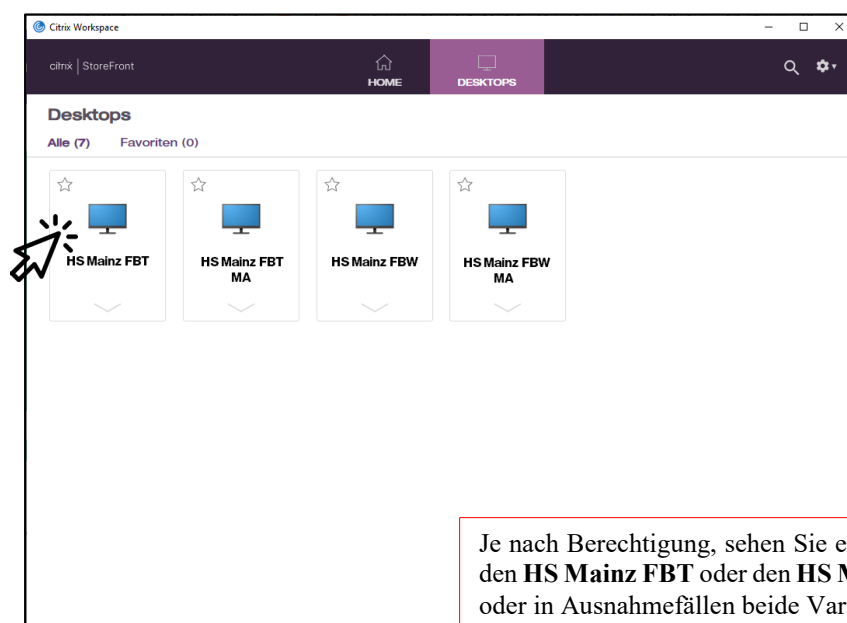 Citrix Workspace
citrix | StoreFront
HOME
DESKTOPS
Desktops
Alle (7) Favoriten (0)
HS Mainz FBT
HS Mainz FBT
MA
HS Mainz FBW
HS Mainz FBW
MA
Je nach Berechtigung, sehen Sie
den HS Mainz FBT oder den HS
oder in Ausnahmefällen beide